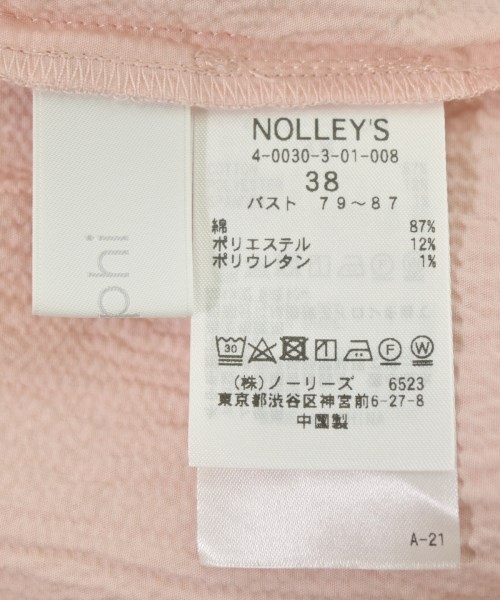 NOLLEY'S
4-0030-3-01-008
38
バスト 79～87
綿 87%
ポリエステル 12%
ポリウレタン 1%
30 F W
(株)ノーリーズ 6523
東京都渋谷区神宮前6-27-8
中国製
A-21